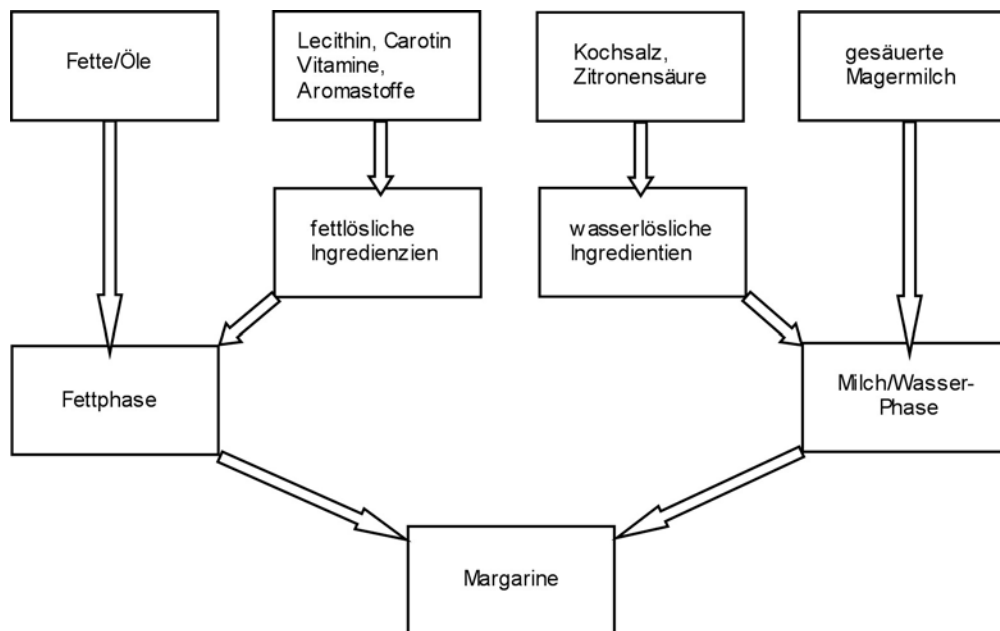 Fette/Öle
Lecithin, Carotin
Vitamine,
Aromastoffe
Kochsalz,
Zitronensäure
gesäuerte
Magermilch
fettlösliche
Ingredienzien
wasserlösliche
Ingredientien
Fettphase
Milch/Wasser-
Phase
Margarine